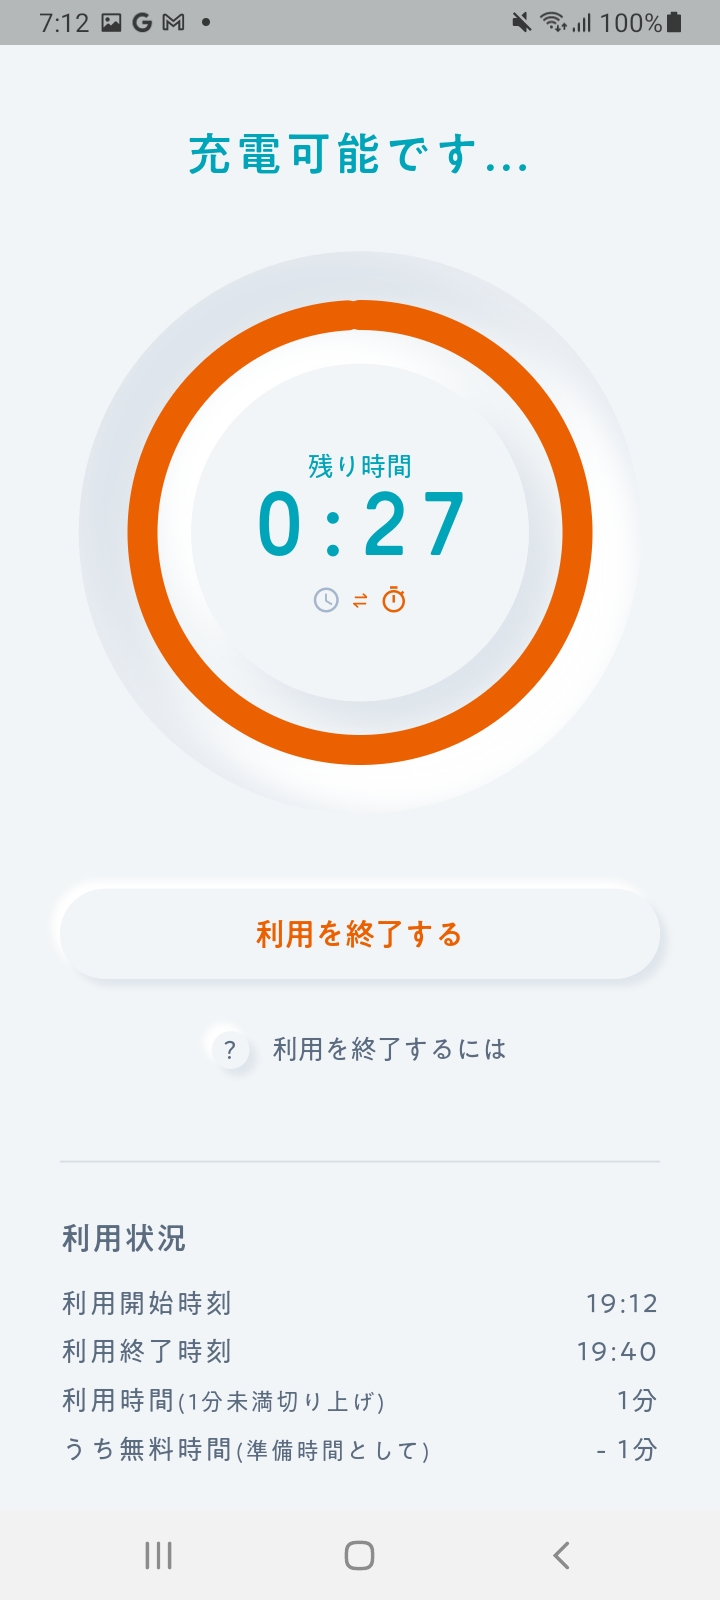 7:12 100%
充電可能です...
残り時間
0:27
利用を終了する
? 利用を終了するには
利用状況
利用開始時刻 19:12
利用終了時刻 19:40
利用時間(1分未満切り上げ) 1分
うち無料時間(準備時間として) - 1分